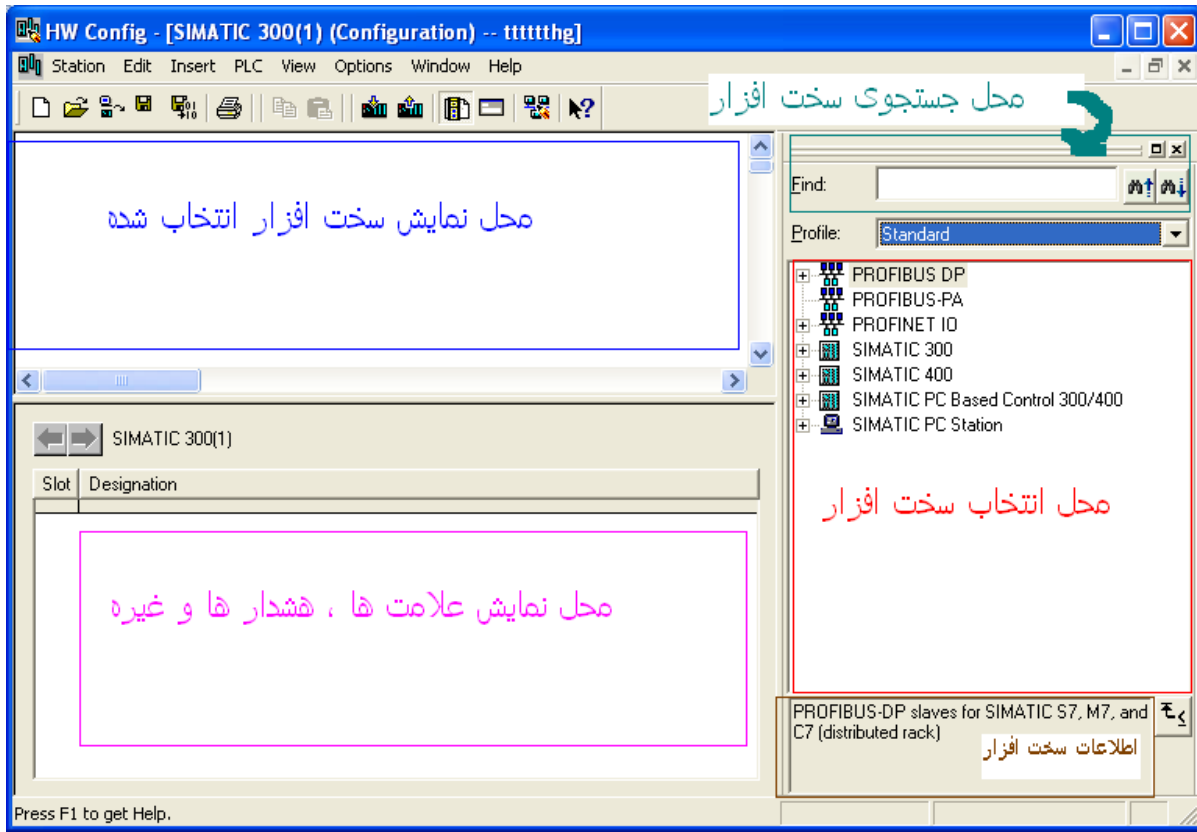 HW Config - [SIMATIC 300(1) (Configuration) -- tttttthg]
Station Edit Insert PLC View Options Window Help
محل جستجوی سخت افزار
محل نمایش سخت افزار انتخاب شده
Find:
Profile: Standard
PROFIBUS DP
PROFIBUS-PA
PROFINET IO
SIMATIC 300
SIMATIC 400
SIMATIC PC Based Control 300/400
SIMATIC PC Station
محل انتخاب سخت افزار
SIMATIC 300(1)
Slot Designation
محل نمایش علامت ها ، هشدار ها و غیره
PROFIBUS-DP slaves for SIMATIC S7, M7, and
C7 (distributed rack)
اطلاعات سخت افزار
Press F1 to get Help.